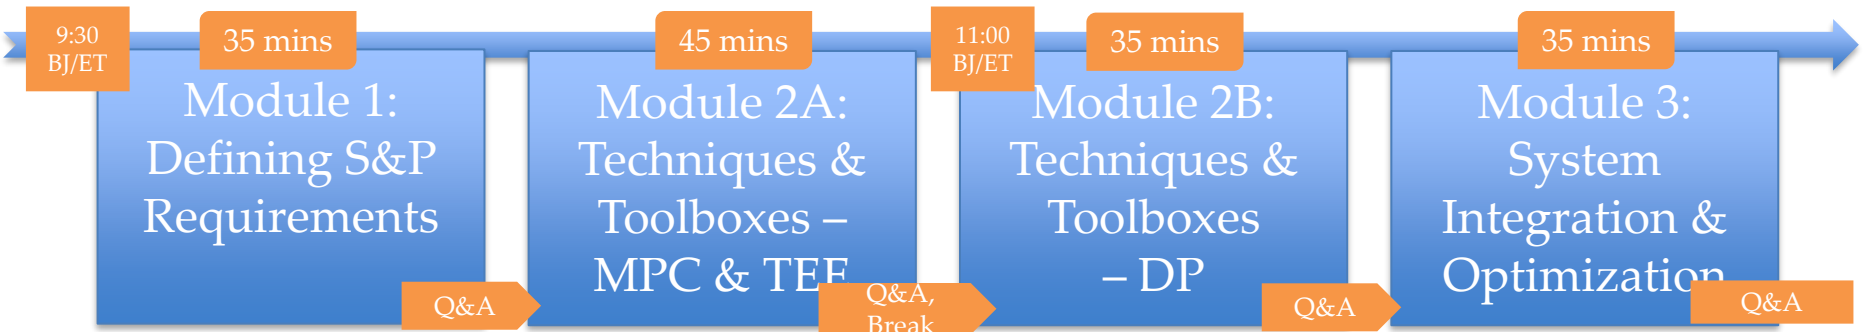 9:30
BJ/ET
35 mins
Module 1:
Defining S&P
Requirements
Q&A
45 mins
Module 2A:
Techniques &
Toolboxes –
MPC & TEE
Q&A,
Break
11:00
BJ/ET
35 mins
Module 2B:
Techniques &
Toolboxes
– DP
Q&A
35 mins
Module 3:
System
Integration &
Optimization
Q&A